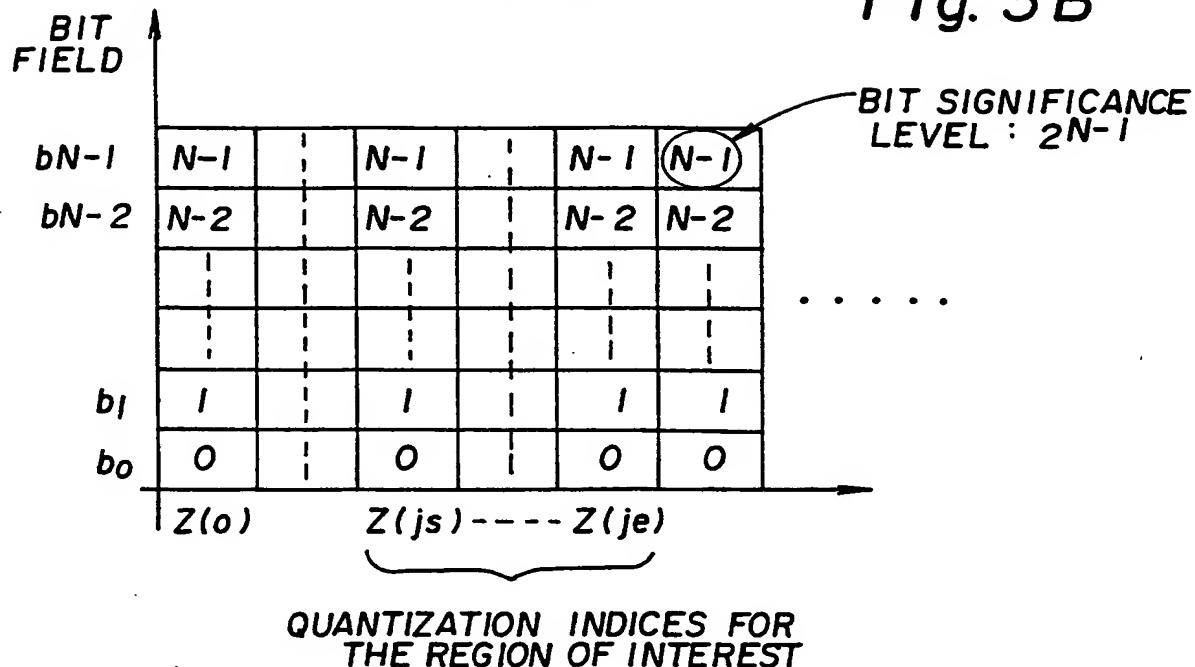 Fig. 3B
BIT
FIELD
BIT SIGNIFICANCE
LEVEL : 2N-1
bN-1 N-1 N-1 N-1 N-1
bN-2 N-2 N-2 N-2 N-2
b1 1 1 1 1
b0 0 0 0 0
Z(0) Z(js)-----Z(je)
QUANTIZATION INDICES FOR
THE REGION OF INTEREST